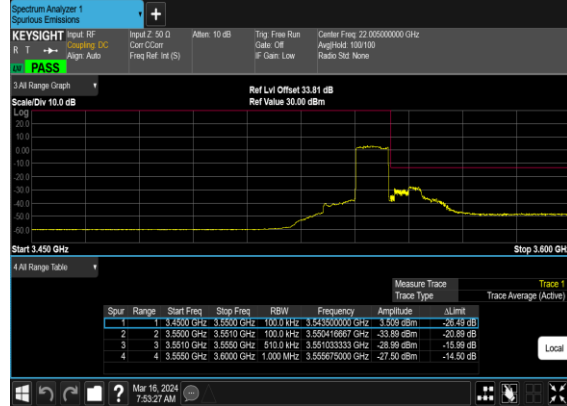 Spectrum Analyzer 1
Spurious Emissions
+
KEYSIGHT Input: RF Input Z: 50 Ω Atten: 10 dB Trig: Free Run Center Freq: 22.005000000 GHz
R T Coupling: DC Corr CCorr Gate: Off Avg|Hold: 100/100
Align: Auto Freq Ref: Int (S) IF Gain: Low Radio Std: None
LW PASS
3 All Range Graph
Ref Lvl Offset 33.81 dB
Scale/Div 10.0 dB Ref Value 30.00 dBm
Log
20.0
10.0
0.00
-10.0
-20.0
-30.0
-40.0
-50.0
-60.0
Start 3.450 GHz Stop 3.600 GHz
4 All Range Table
Measure Trace Trace 1
Trace Type Trace Average (Active)
Spur Range Start Freq Stop Freq RBW Frequency Amplitude ΔLimit
1 1 3.4500 GHz 3.5500 GHz 100.0 kHz 3.543500000 GHz 3.509 dBm -26.49 dB
2 2 3.5500 GHz 3.5510 GHz 100.0 kHz 3.550416667 GHz -33.89 dBm -20.89 dB
3 3 3.5510 GHz 3.5550 GHz 510.0 kHz 3.551033333 GHz -28.99 dBm -15.99 dB
4 4 3.5550 GHz 3.6000 GHz 1.000 MHz 3.555675000 GHz -27.50 dBm -14.50 dB
Local
? Mar 16, 2024
7:53:27 AM